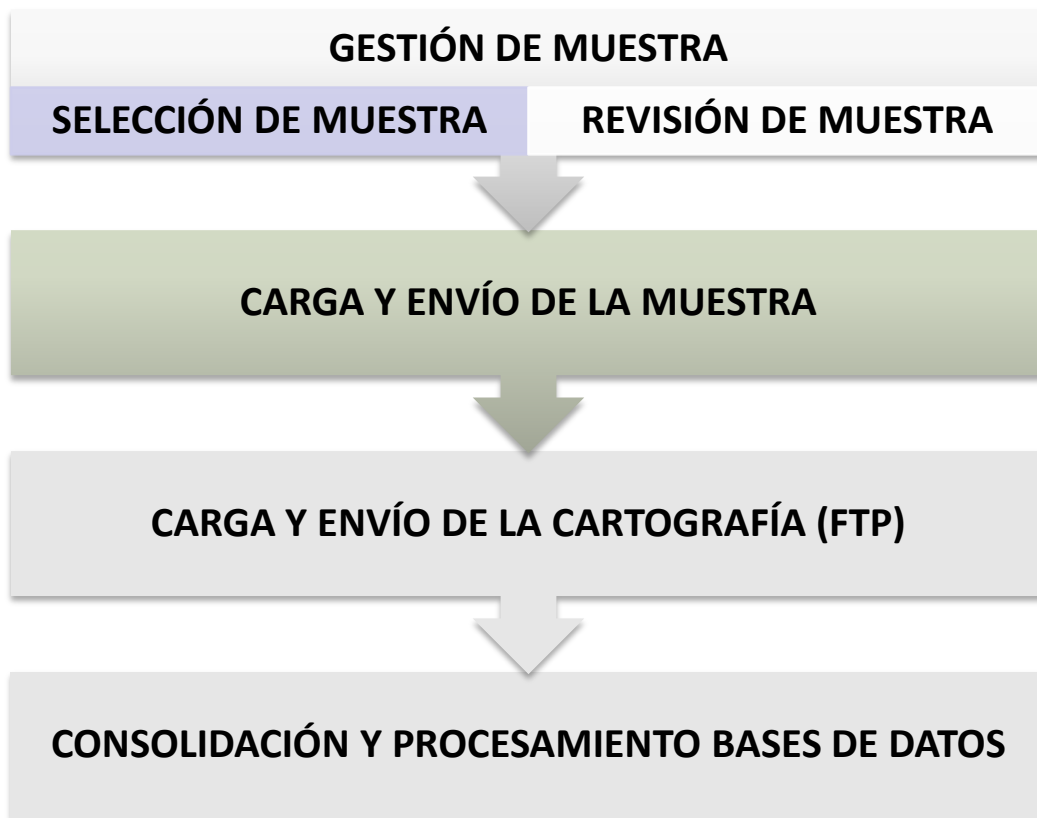 GESTIÓN DE MUESTRA
SELECCIÓN DE MUESTRA
REVISIÓN DE MUESTRA
CARGA Y ENVÍO DE LA MUESTRA
CARGA Y ENVÍO DE LA CARTOGRAFÍA (FTP)
CONSOLIDACIÓN Y PROCESAMIENTO BASES DE DATOS